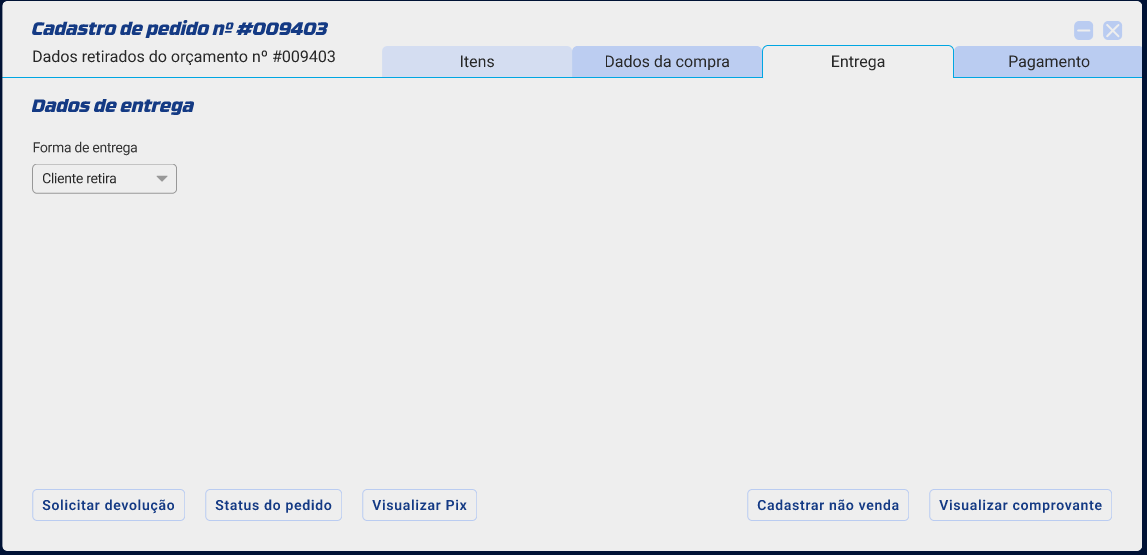 Cadastro de pedido nº #009403
Dados retirados do orçamento nº #009403
Itens
Dados da compra
Entrega
Pagamento
Dados de entrega
Forma de entrega
Cliente retira
Solicitar devolução
Status do pedido
Visualizar Pix
Cadastrar não venda
Visualizar comprovante